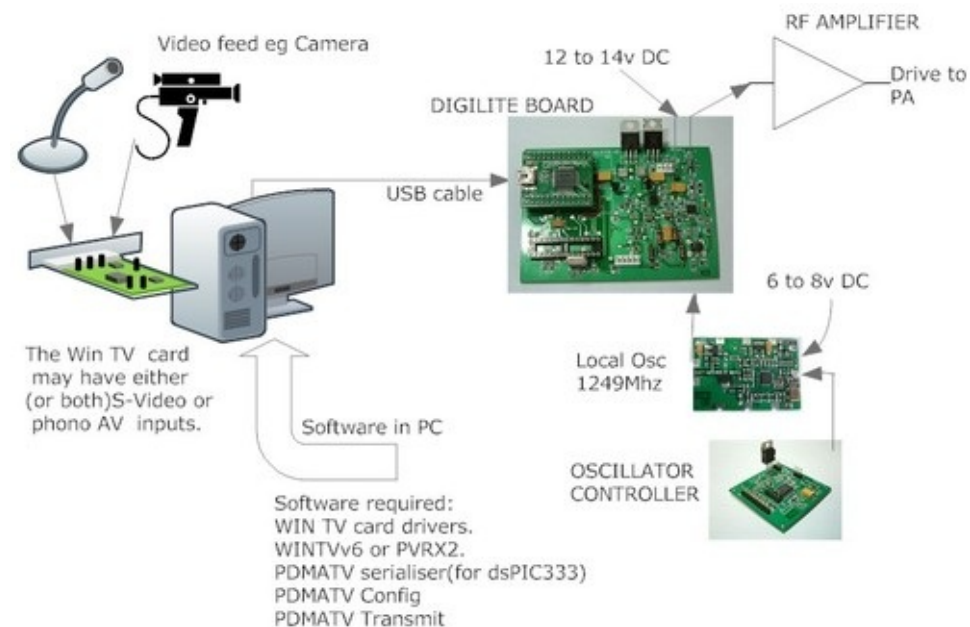 RF AMPLIFIER
Video feed eg Camera
12 to 14v DC
Drive to
PA
DIGILITE BOARD
USB cable
6 to 8v DC
The Win TV card
may have either
(or both)S-Video or
phono AV inputs.
Local Osc
1249Mhz
Software in PC
OSCILLATOR
CONTROLLER
Software required:
WIN TV card drivers.
WINTVv6 or PVRX2.
PDMATV serialiser(for dsPIC333)
PDMATV Config
PDMATV Transmit